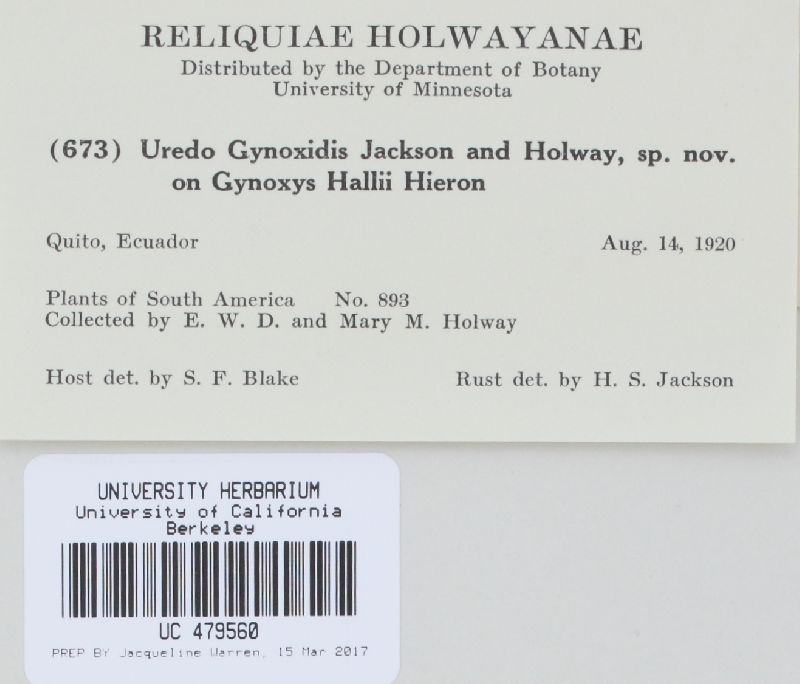 RELIQUIAE HOLWAYANAE
Distributed by the Department of Botany
University of Minnesota
(673) Uredo Gynoxidis Jackson and Holway, sp. nov.
on Gynoxys Hallii Hieron
Quito, Ecuador Aug. 14, 1920
Plants of South America No. 893
Collected by E. W. D. and Mary M. Holway
Host det. by S. F. Blake Rust det. by H. S. Jackson
UNIVERSITY HERBARIUM
University of California
Berkeley
UC 479560
PREP BY Jacqueline Warren, 15 Mar 2017